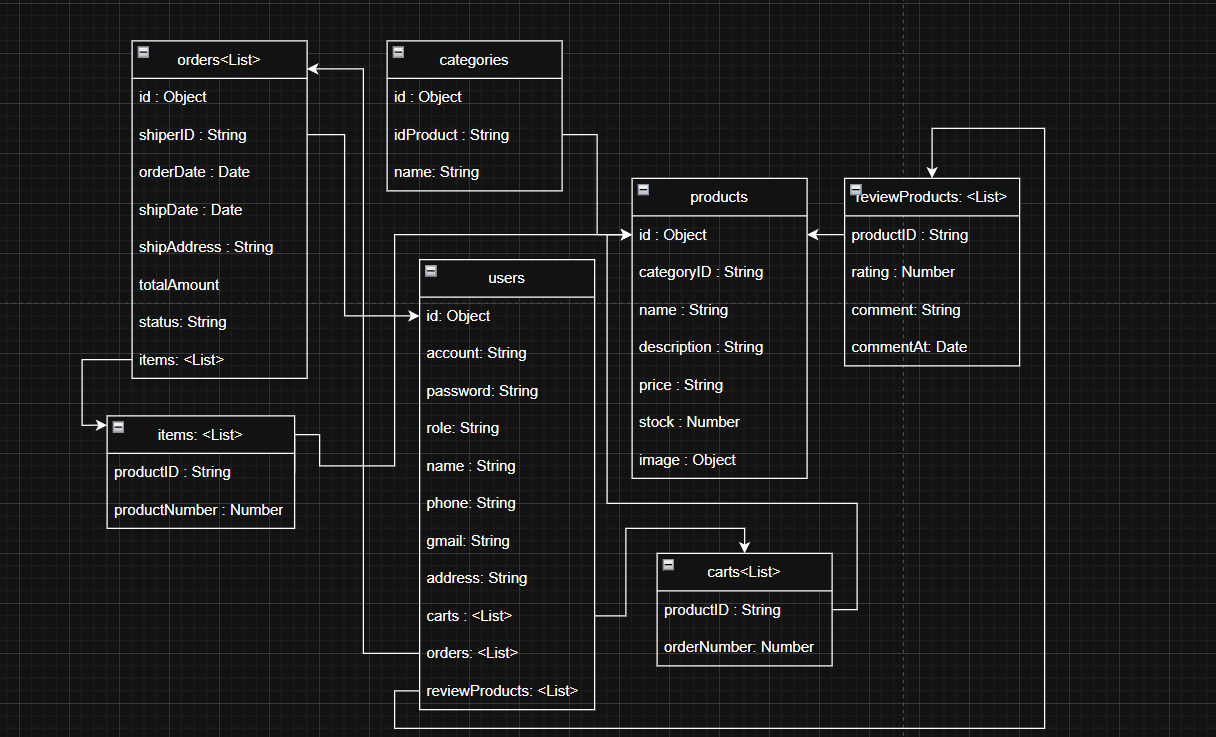 orders<List>
id : Object
shiperID : String
orderDate : Date
shipDate : Date
shipAddress : String
totalAmount
status: String
items: <List>
categories
id : Object
idProduct : String
name: String
products
id : Object
categoryID : String
name : String
description : String
price : String
stock : Number
image : Object
reviewProducts: <List>
productID : String
rating : Number
comment: String
commentAt: Date
users
id: Object
account: String
password: String
role: String
name : String
phone: String
gmail: String
address: String
carts : <List>
orders: <List>
reviewProducts: <List>
items: <List>
productID : String
productNumber : Number
carts<List>
productID : String
orderNumber: Number